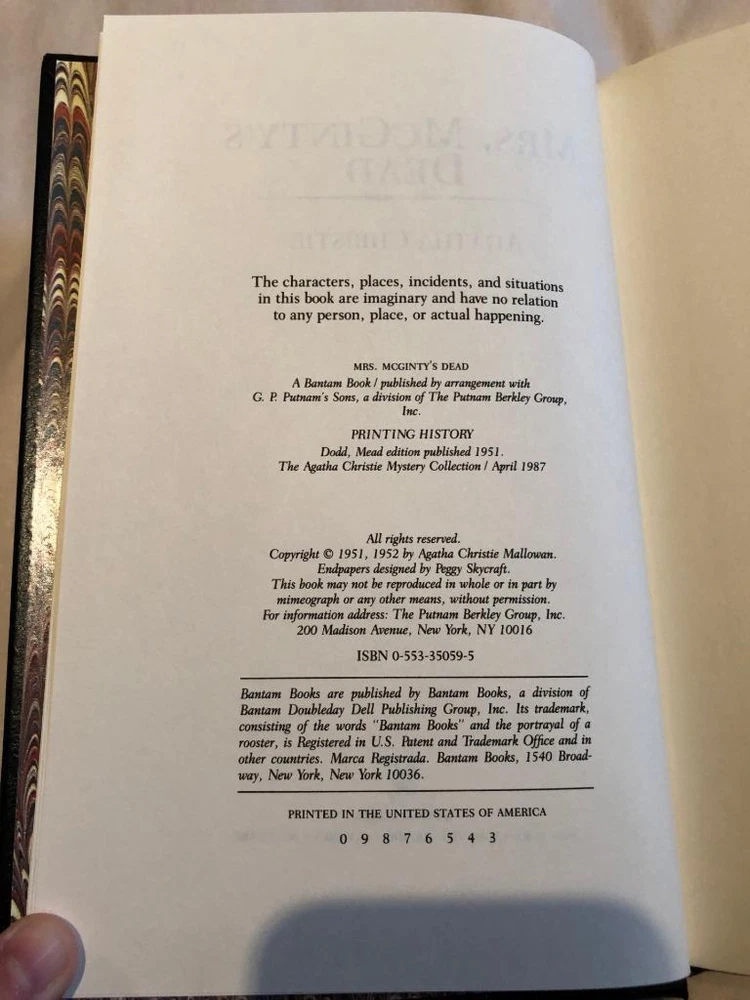 MRS. MCGINTY'S
DEAD
AGATHA CHRISTIE
The characters, places, incidents, and situations
in this book are imaginary and have no relation
to any person, place, or actual happening.
MRS. MCGINTY'S DEAD
A Bantam Book / published by arrangement with
G. P. Putnam's Sons, a division of The Putnam Berkley Group,
Inc.
PRINTING HISTORY
Dodd, Mead edition published 1951.
The Agatha Christie Mystery Collection / April 1987
All rights reserved.
Copyright © 1951, 1952 by Agatha Christie Mallowan.
Endpapers designed by Peggy Skycraft.
This book may not be reproduced in whole or in part by
mimeograph or any other means, without permission.
For information address: The Putnam Berkley Group, Inc.
200 Madison Avenue, New York, NY 10016
ISBN 0-553-35059-5
Bantam Books are published by Bantam Books, a division of
Bantam Doubleday Dell Publishing Group, Inc. Its trademark,
consisting of the words "Bantam Books" and the portrayal of a
rooster, is Registered in U.S. Patent and Trademark Office and in
other countries. Marca Registrada. Bantam Books, 1540 Broad-
way, New York, New York 10036.
PRINTED IN THE UNITED STATES OF AMERICA
0 9 8 7 6 5 4 3